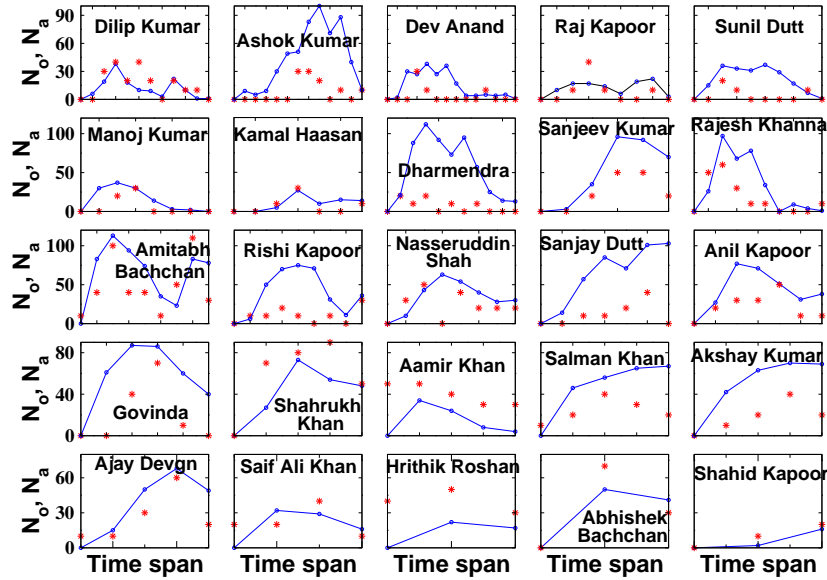 N_o, N_a
90
60
30
0
Dilip Kumar
Ashok Kumar
Dev Anand
Raj Kapoor
Sunil Dutt
N_o, N_a
100
50
0
Manoj Kumar
Kamal Haasan
Dharmendra
Sanjeev Kumar
Rajesh Khanna
N_o, N_a
100
50
0
Amitabh
Bachchan
Rishi Kapoor
Nasseruddin
Shah
Sanjay Dutt
Anil Kapoor
N_o, N_a
80
40
0
Govinda
Shahrukh
Khan
Aamir Khan
Salman Khan
Akshay Kumar
N_o, N_a
60
30
0
Ajay Devgn
Saif Ali Khan
Hrithik Roshan
Abhishek
Bachchan
Shahid Kapoor
Time span
Time span
Time span
Time span
Time span